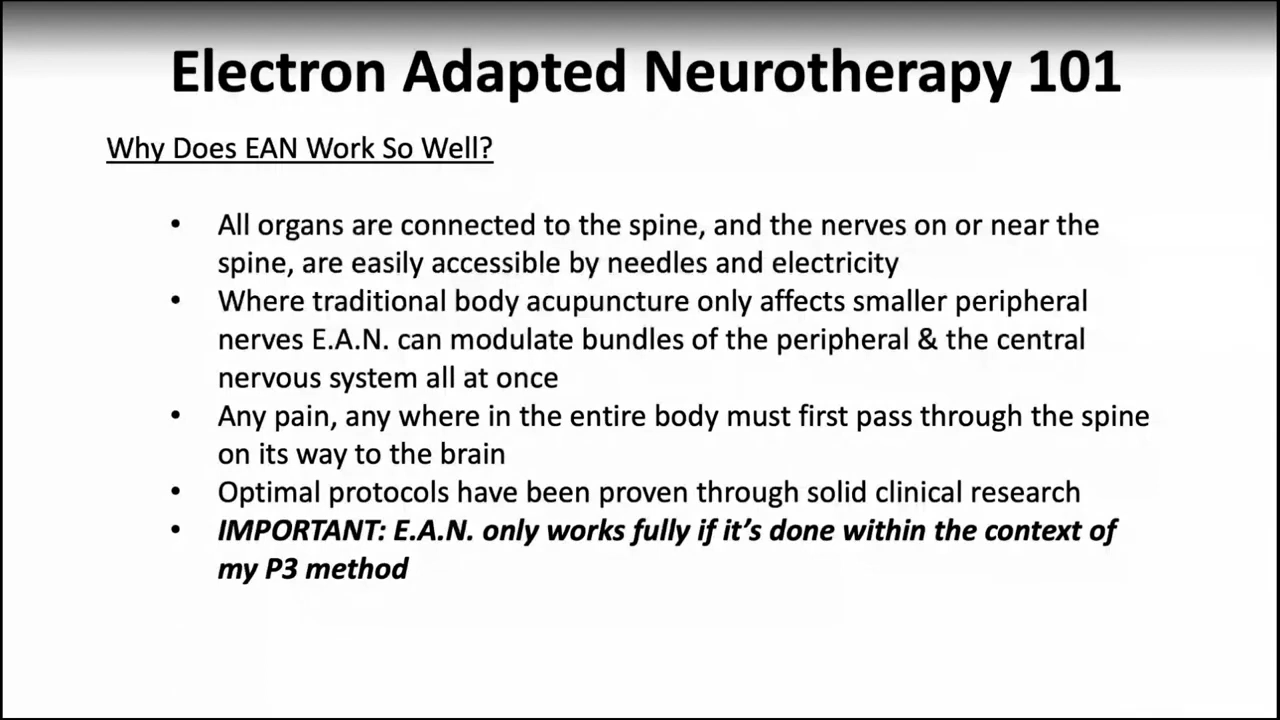 Electron Adapted Neurotherapy 101
Why Does EAN Work So Well?
• All organs are connected to the spine, and the nerves on or near the
spine, are easily accessible by needles and electricity
• Where traditional body acupuncture only affects smaller peripheral
nerves E.A.N. can modulate bundles of the peripheral & the central
nervous system all at once
• Any pain, any where in the entire body must first pass through the spine
on its way to the brain
• Optimal protocols have been proven through solid clinical research
• IMPORTANT: E.A.N. only works fully if it's done within the context of
my P3 method